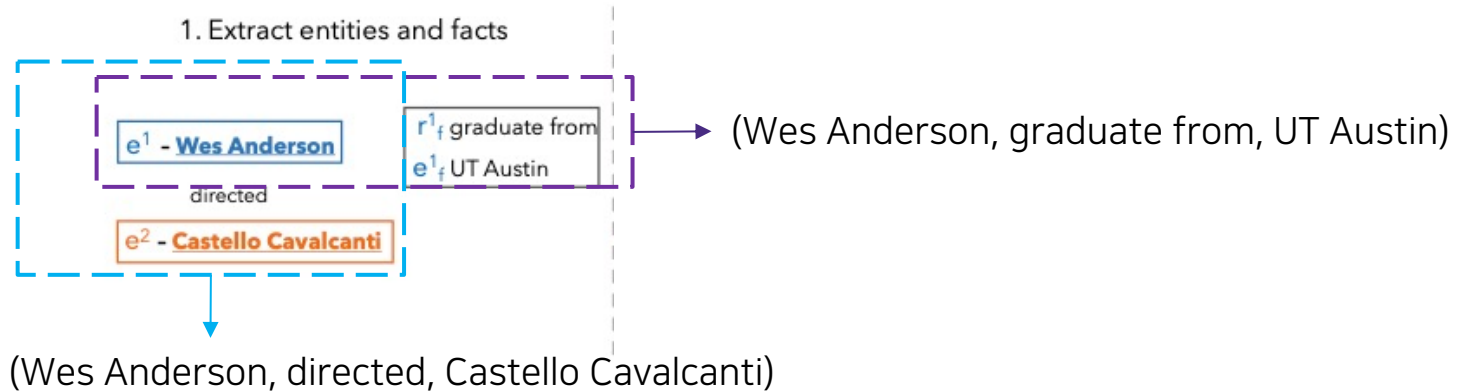 1. Extract entities and facts
e¹ - Wes Anderson
r¹f graduate from
e¹f UT Austin
(Wes Anderson, graduate from, UT Austin)
directed
e² - Castello Cavalcanti
(Wes Anderson, directed, Castello Cavalcanti)